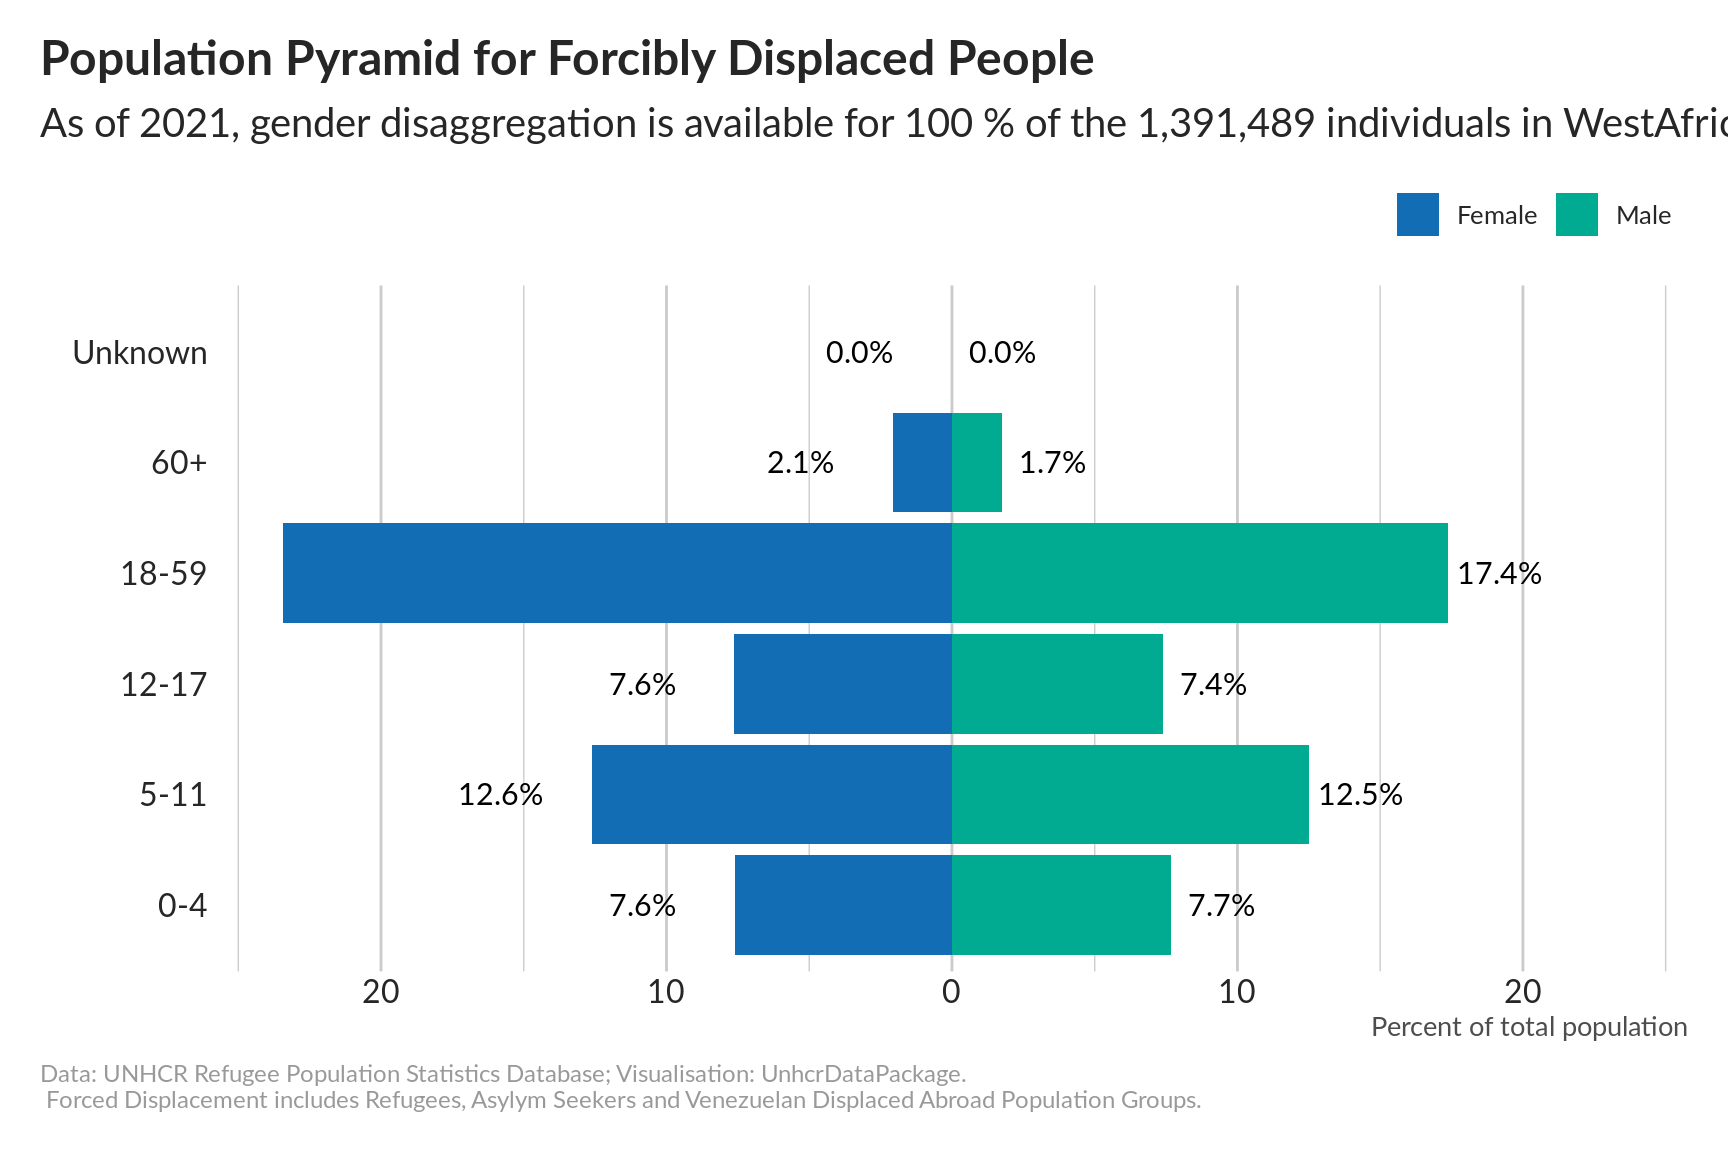 Population Pyramid for Forcibly Displaced People
As of 2021, gender disaggregation is available for 100 % of the 1,391,489 individuals in WestAfric
Female Male
Unknown 0.0% 0.0%
60+ 2.1% 1.7%
18-59 17.4%
12-17 7.6% 7.4%
5-11 12.6% 12.5%
0-4 7.6% 7.7%
20 10 0 10 20
Percent of total population
Data: UNHCR Refugee Population Statistics Database; Visualisation: UnhcrDataPackage.
Forced Displacement includes Refugees, Asylym Seekers and Venezuelan Displaced Abroad Population Groups.